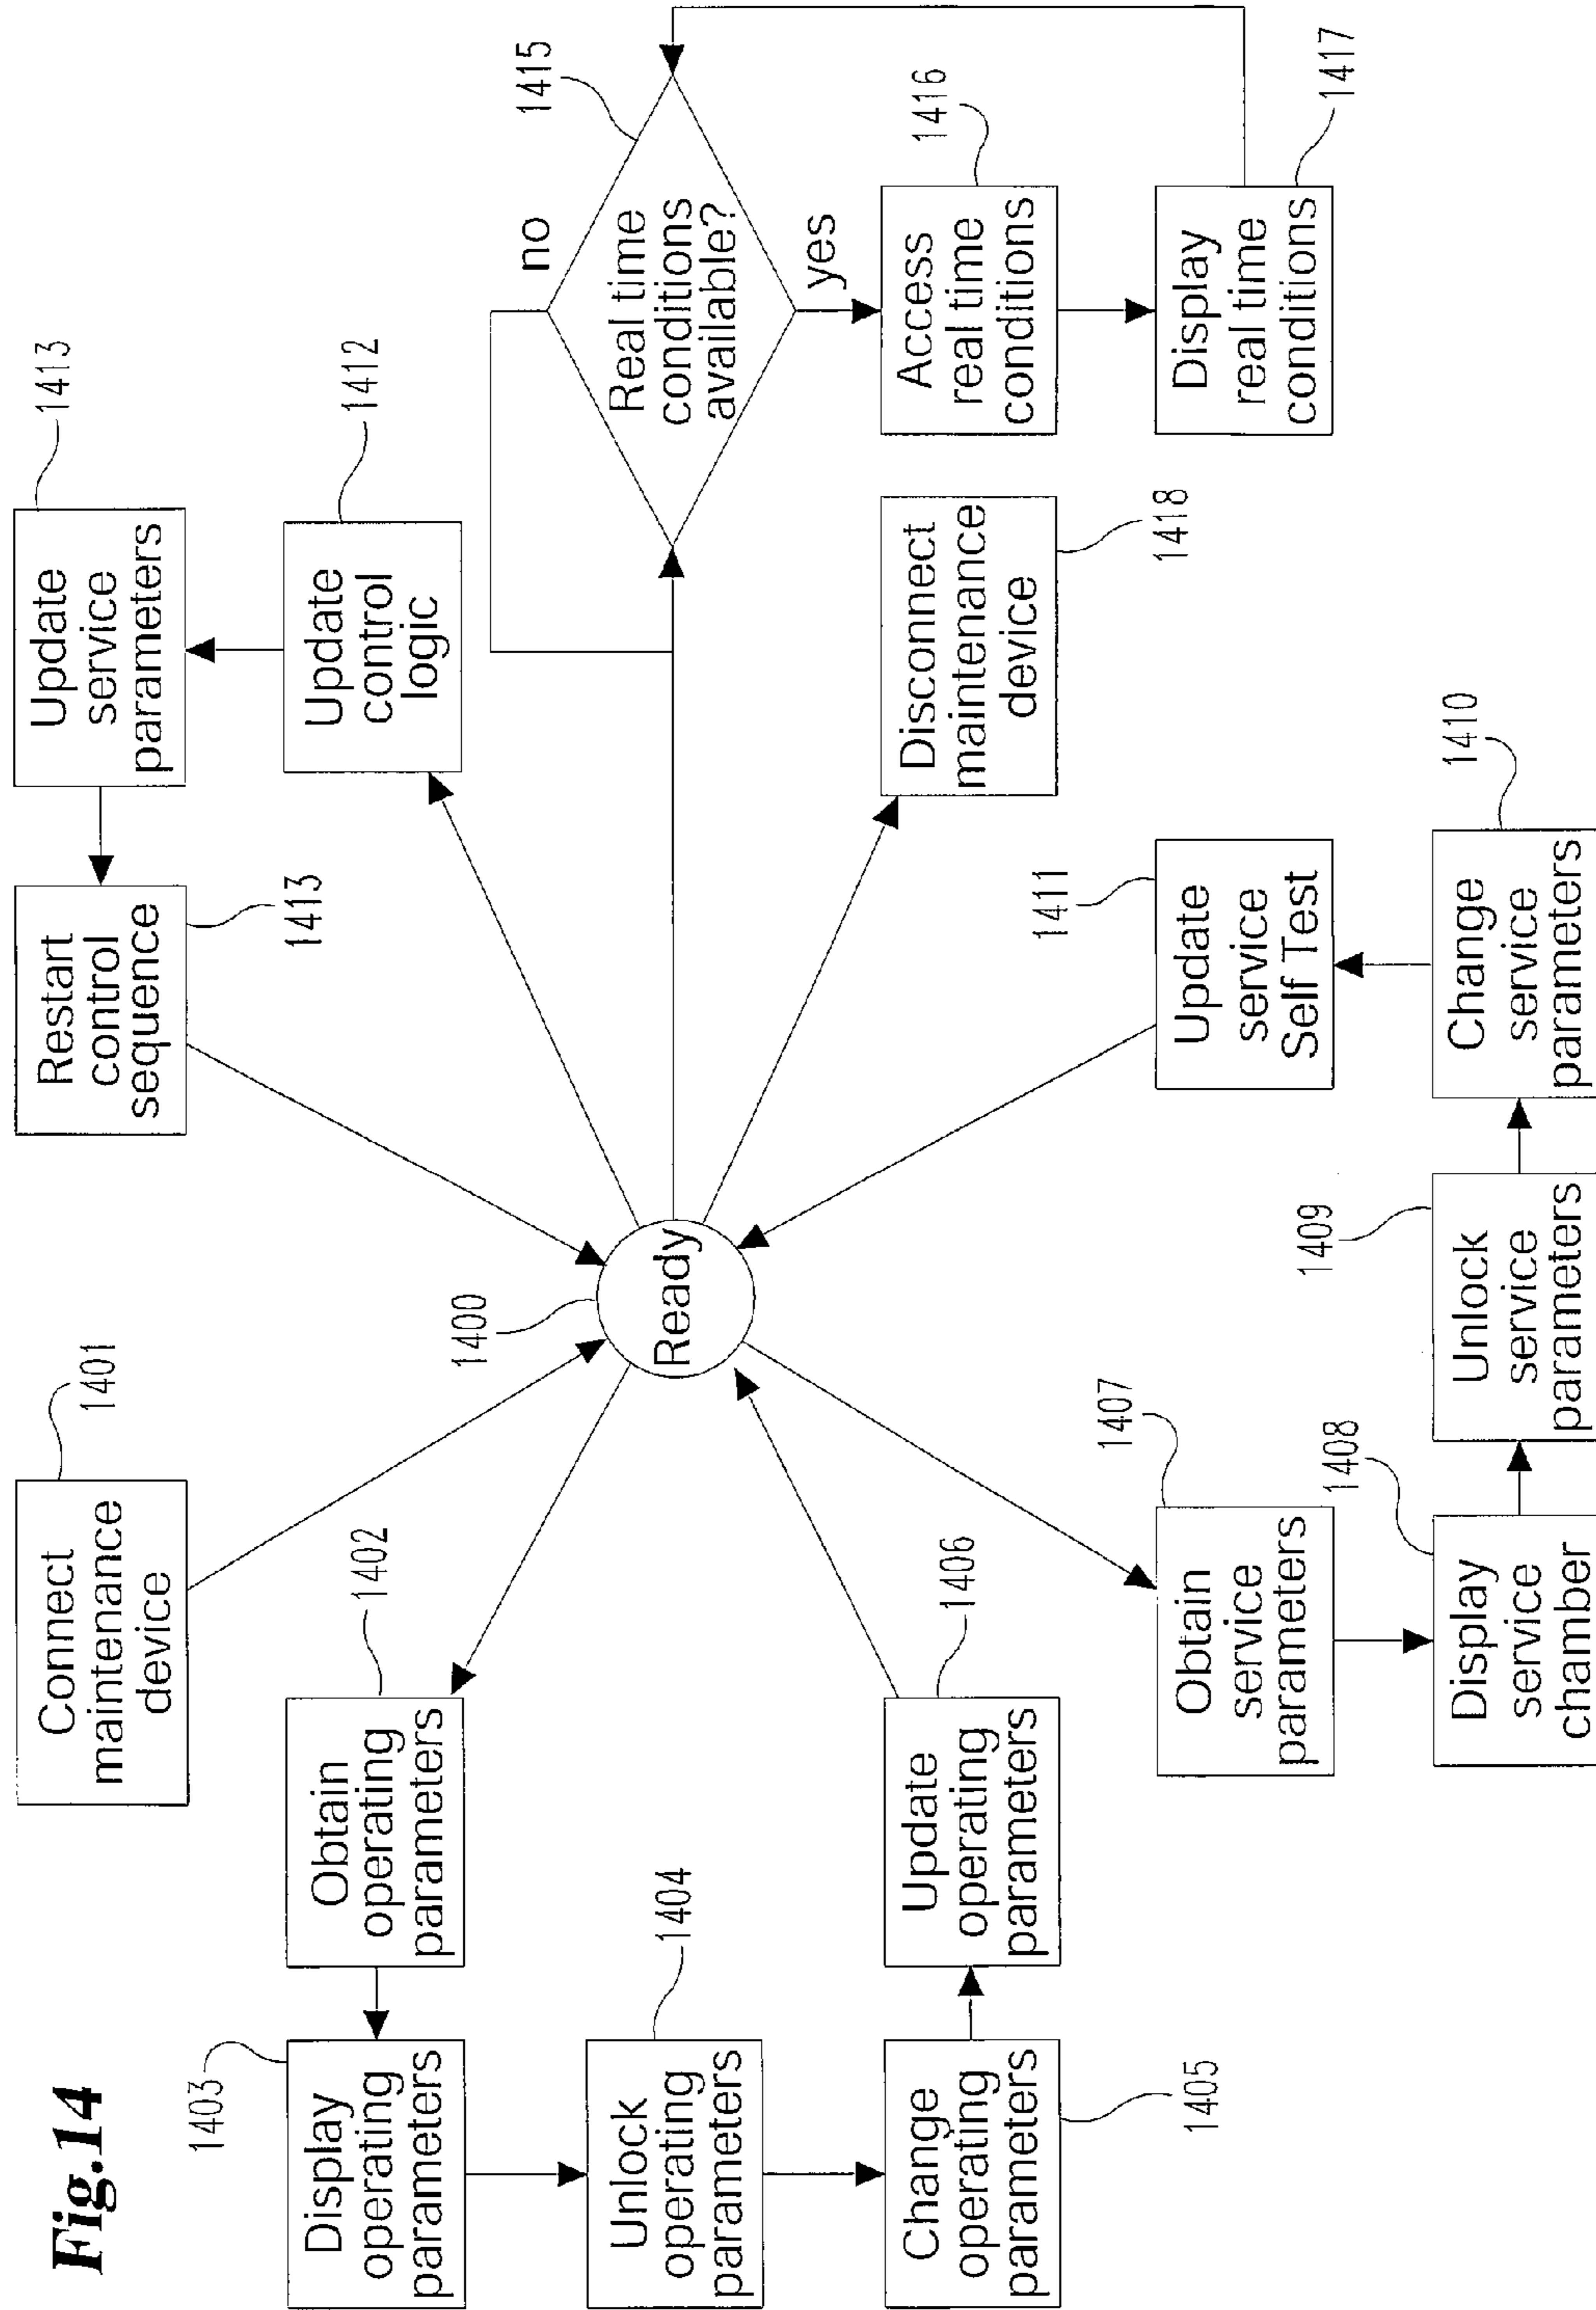 Fig.14
Connect
maintenance
device
1401
Restart
control
sequence
1413
Update
service
parameters
1413
1403
Display
operating
parameters
Obtain
operating
parameters
1402
1400
Ready
Update
control
logic
1412
Unlock
operating
parameters
1404
no
Real time
conditions
available?
1415
yes
Change
operating
parameters
1405
Update
operating
parameters
1406
Disconnect
maintenance
device
1418
Access
real time
conditions
1416
Obtain
service
parameters
1407
Update
service
Self Test
1411
Display
real time
conditions
1417
Display
service
chamber
1408
Unlock
service
parameters
1409
Change
service
parameters
1410